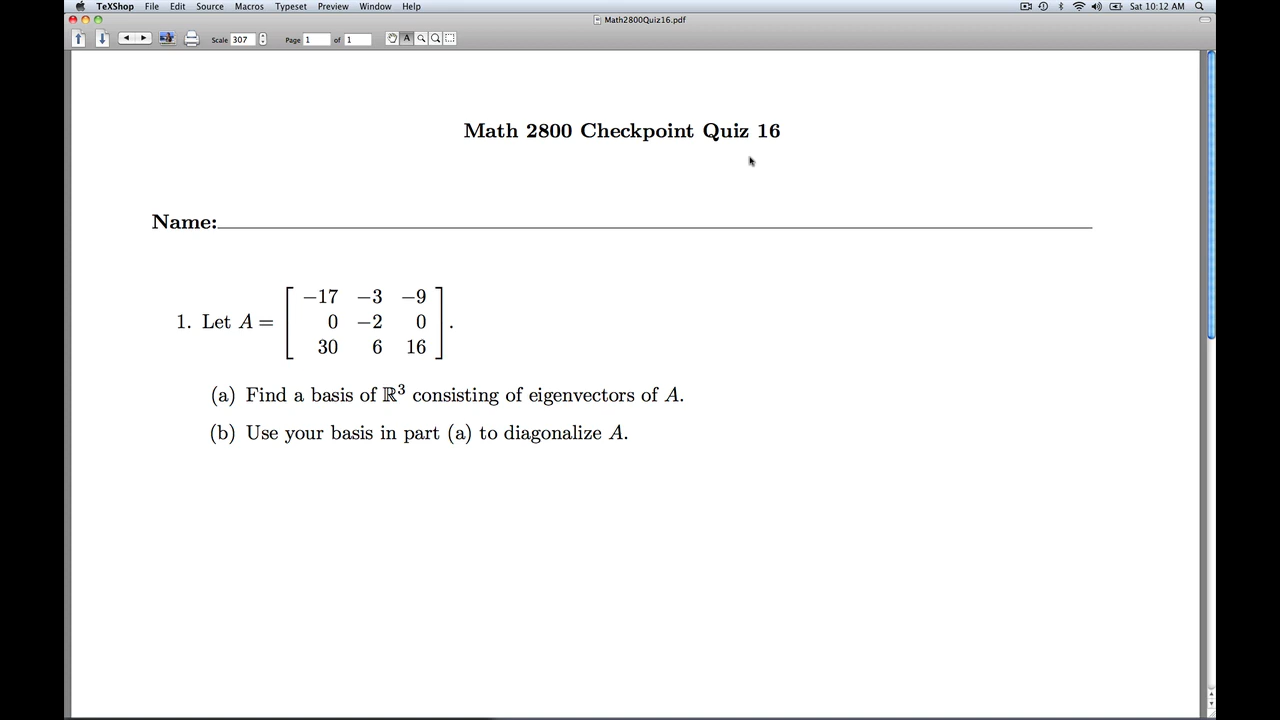 TeXShop File Edit Source Macros Typeset Preview Window Help Sat 10:12 AM
Math2800Quiz16.pdf
Scale 307 Page 1 of 1 A
Math 2800 Checkpoint Quiz 16
Name:
1. Let A = [ −17 −3 −9
0 −2 0
30 6 16 ].
(a) Find a basis of ℝ³ consisting of eigenvectors of A.
(b) Use your basis in part (a) to diagonalize A.